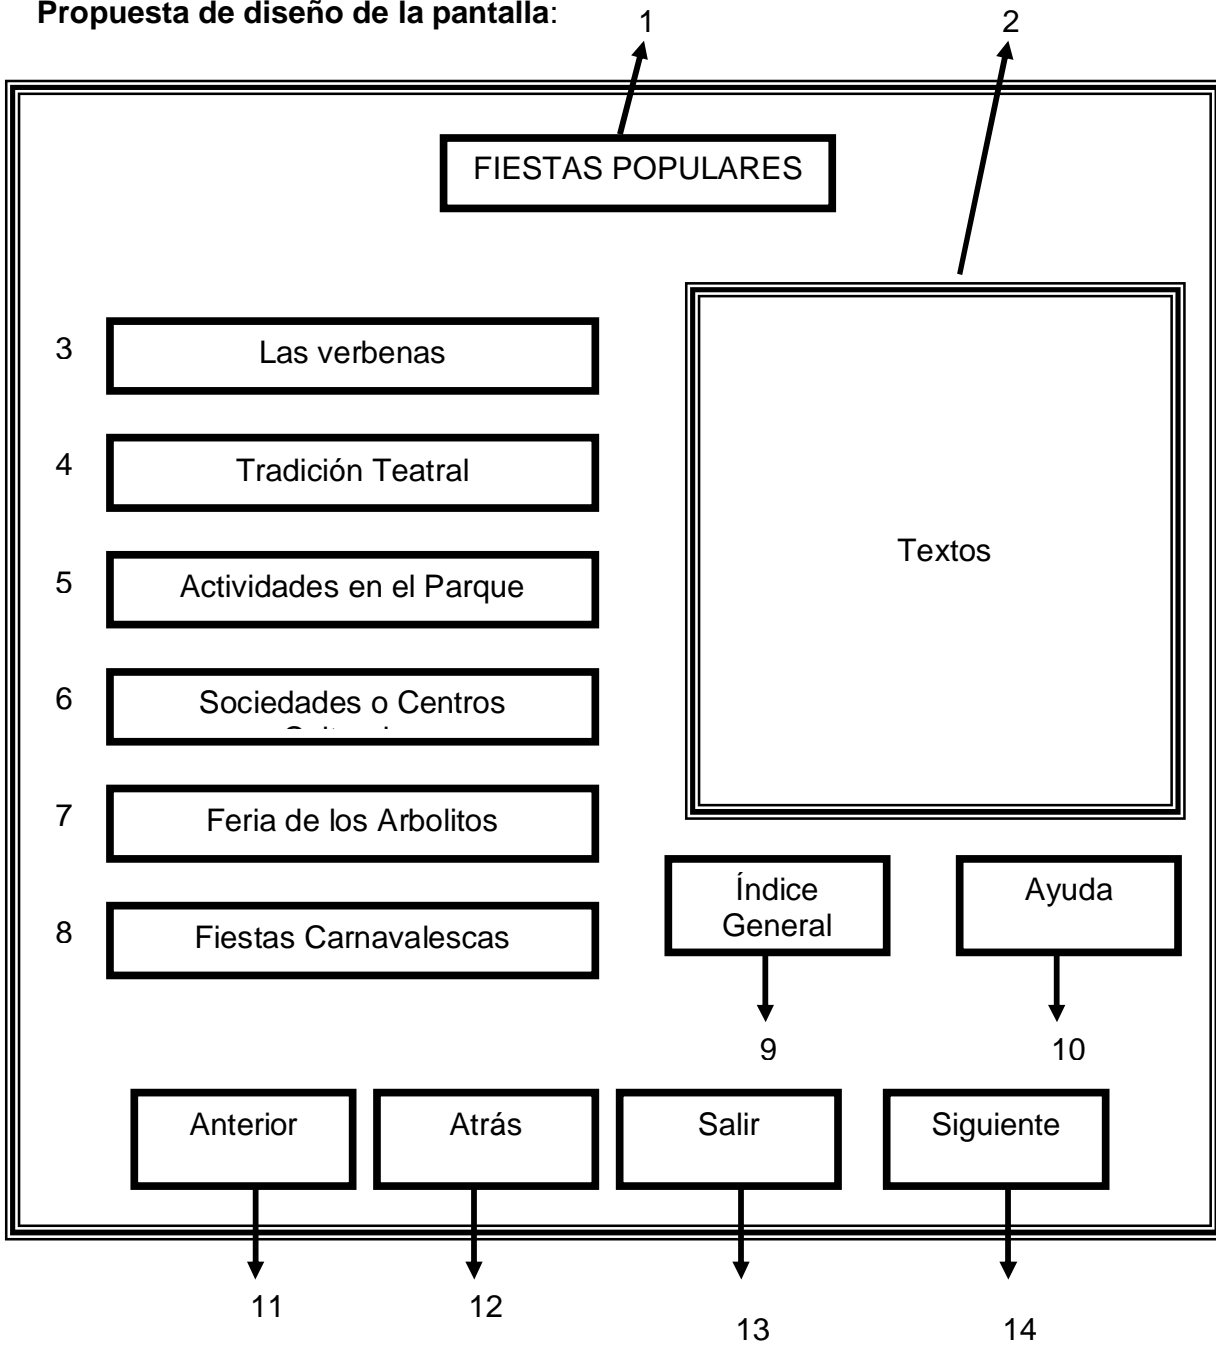 Propuesta de diseño de la pantalla:
1
2
FIESTAS POPULARES
3
Las verbenas
4
Tradición Teatral
5
Actividades en el Parque
6
Sociedades o Centros
7
Feria de los Arbolitos
8
Fiestas Carnavalescas
Textos
Índice
General
Ayuda
9
10
Anterior
Atrás
Salir
Siguiente
11
12
13
14